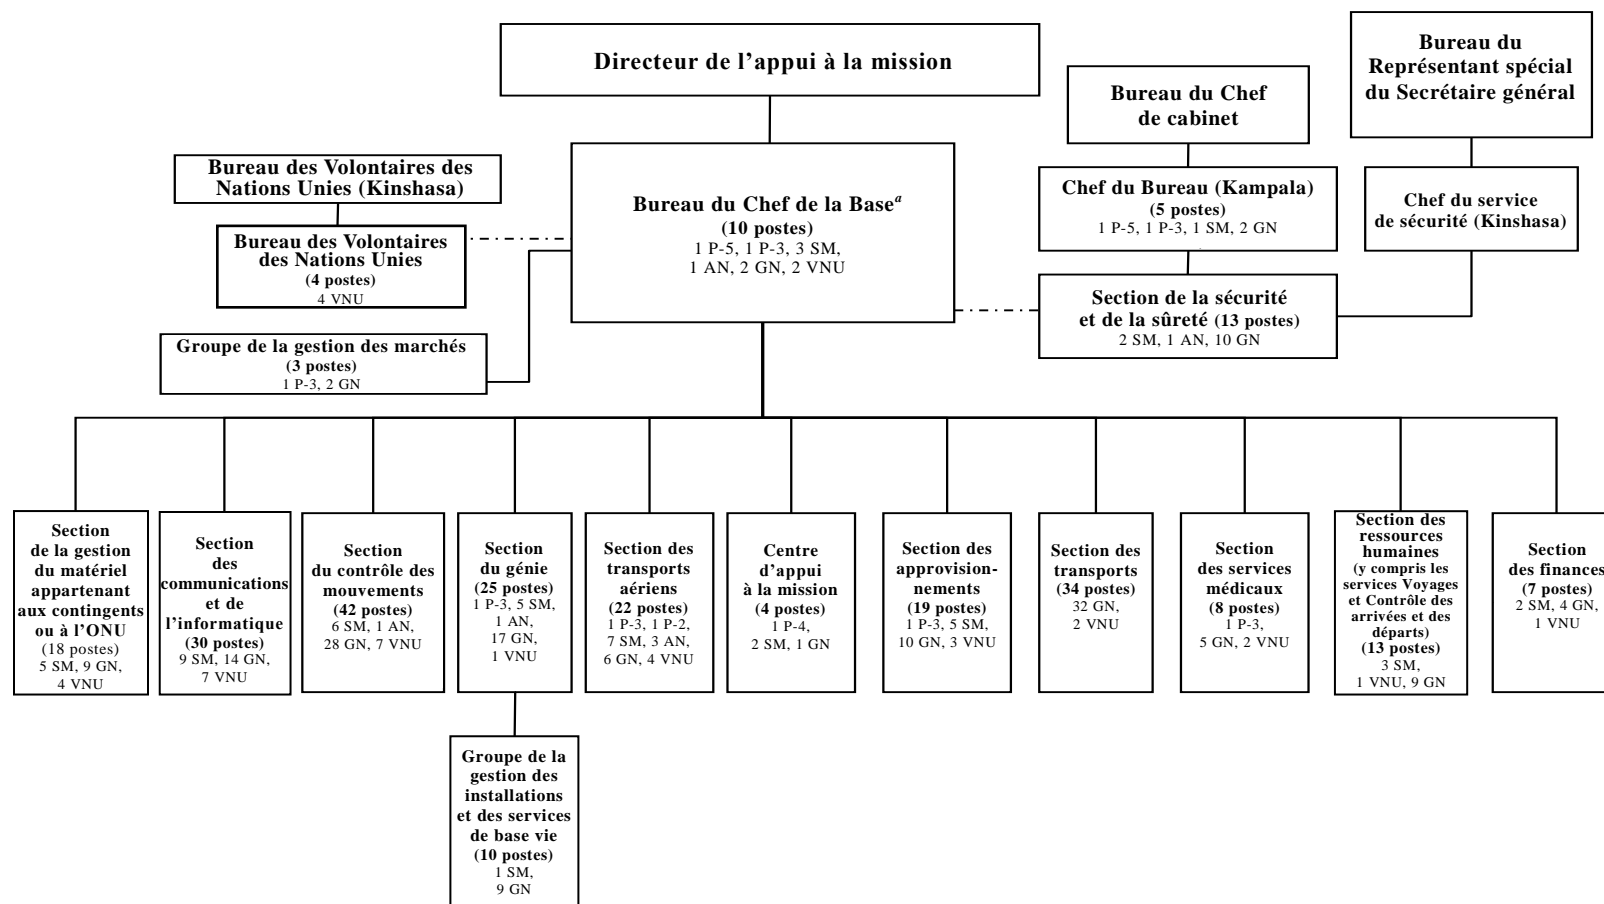 Directeur de l'appui à la mission
Bureau du Chef
de cabinet
Bureau du
Représentant spécial
du Secrétaire général
Bureau des Volontaires des
Nations Unies (Kinshasa)
Bureau des Volontaires
des Nations Unies
(4 postes)
4 VNU
Bureau du Chef de la Baseᵃ
(10 postes)
1 P-5, 1 P-3, 3 SM,
1 AN, 2 GN, 2 VNU
Chef du Bureau (Kampala)
(5 postes)
1 P-5, 1 P-3, 1 SM, 2 GN
Chef du service
de sécurité (Kinshasa)
Section de la sécurité
et de la sûreté (13 postes)
2 SM, 1 AN, 10 GN
Groupe de la gestion des marchés
(3 postes)
1 P-3, 2 GN
Section
de la gestion
du matériel
appartenant
aux contingents
ou à l'ONU
(18 postes)
5 SM, 9 GN,
4 VNU
Section
des
communications
et de
l'informatique
(30 postes)
9 SM, 14 GN,
7 VNU
Section
du contrôle des
mouvements
(42 postes)
6 SM, 1 AN,
28 GN, 7 VNU
Section
du génie
(25 postes)
1 P-3, 5 SM,
1 AN,
17 GN,
1 VNU
Section des
transports
aériens
(22 postes)
1 P-3, 1 P-2,
7 SM, 3 AN,
6 GN, 4 VNU
Centre
d'appui
à la mission
(4 postes)
1 P-4,
2 SM, 1 GN
Section des
approvision-
nements
(19 postes)
1 P-3, 5 SM,
10 GN, 3 VNU
Section des
transports
(34 postes)
32 GN,
2 VNU
Section
des services
médicaux
(8 postes)
1 P-3,
5 GN, 2 VNU
Section des
ressources
humaines
(y compris les
services Voyages
et Contrôle des
arrivées et des
départs)
(13 postes)
3 SM,
1 VNU, 9 GN
Section
des finances
(7 postes)
2 SM, 4 GN,
1 VNU
Groupe de la
gestion des
installations
et des services
de base vie
(10 postes)
1 SM,
9 GN